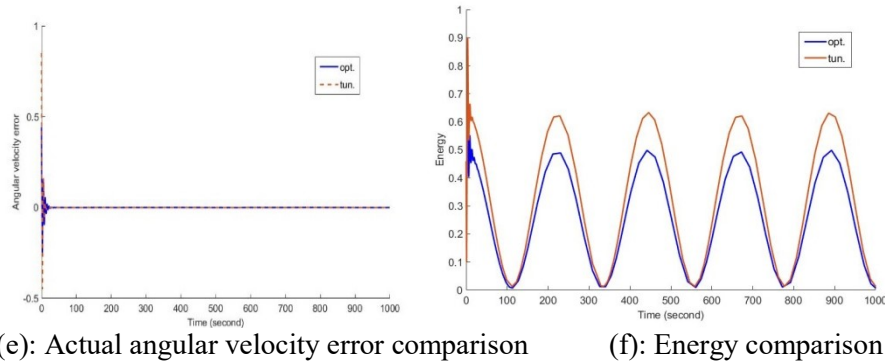 1
0.5
0
-0.5
Angular velocity error
opt.
tun.
0 100 200 300 400 500 600 700 800 900 1000
Time (second)
1
0.9
0.8
0.7
0.6
0.5
0.4
0.3
0.2
0.1
0
Energy
opt.
tun.
0 100 200 300 400 500 600 700 800 900 1000
Time (second)
(e): Actual angular velocity error comparison (f): Energy comparison